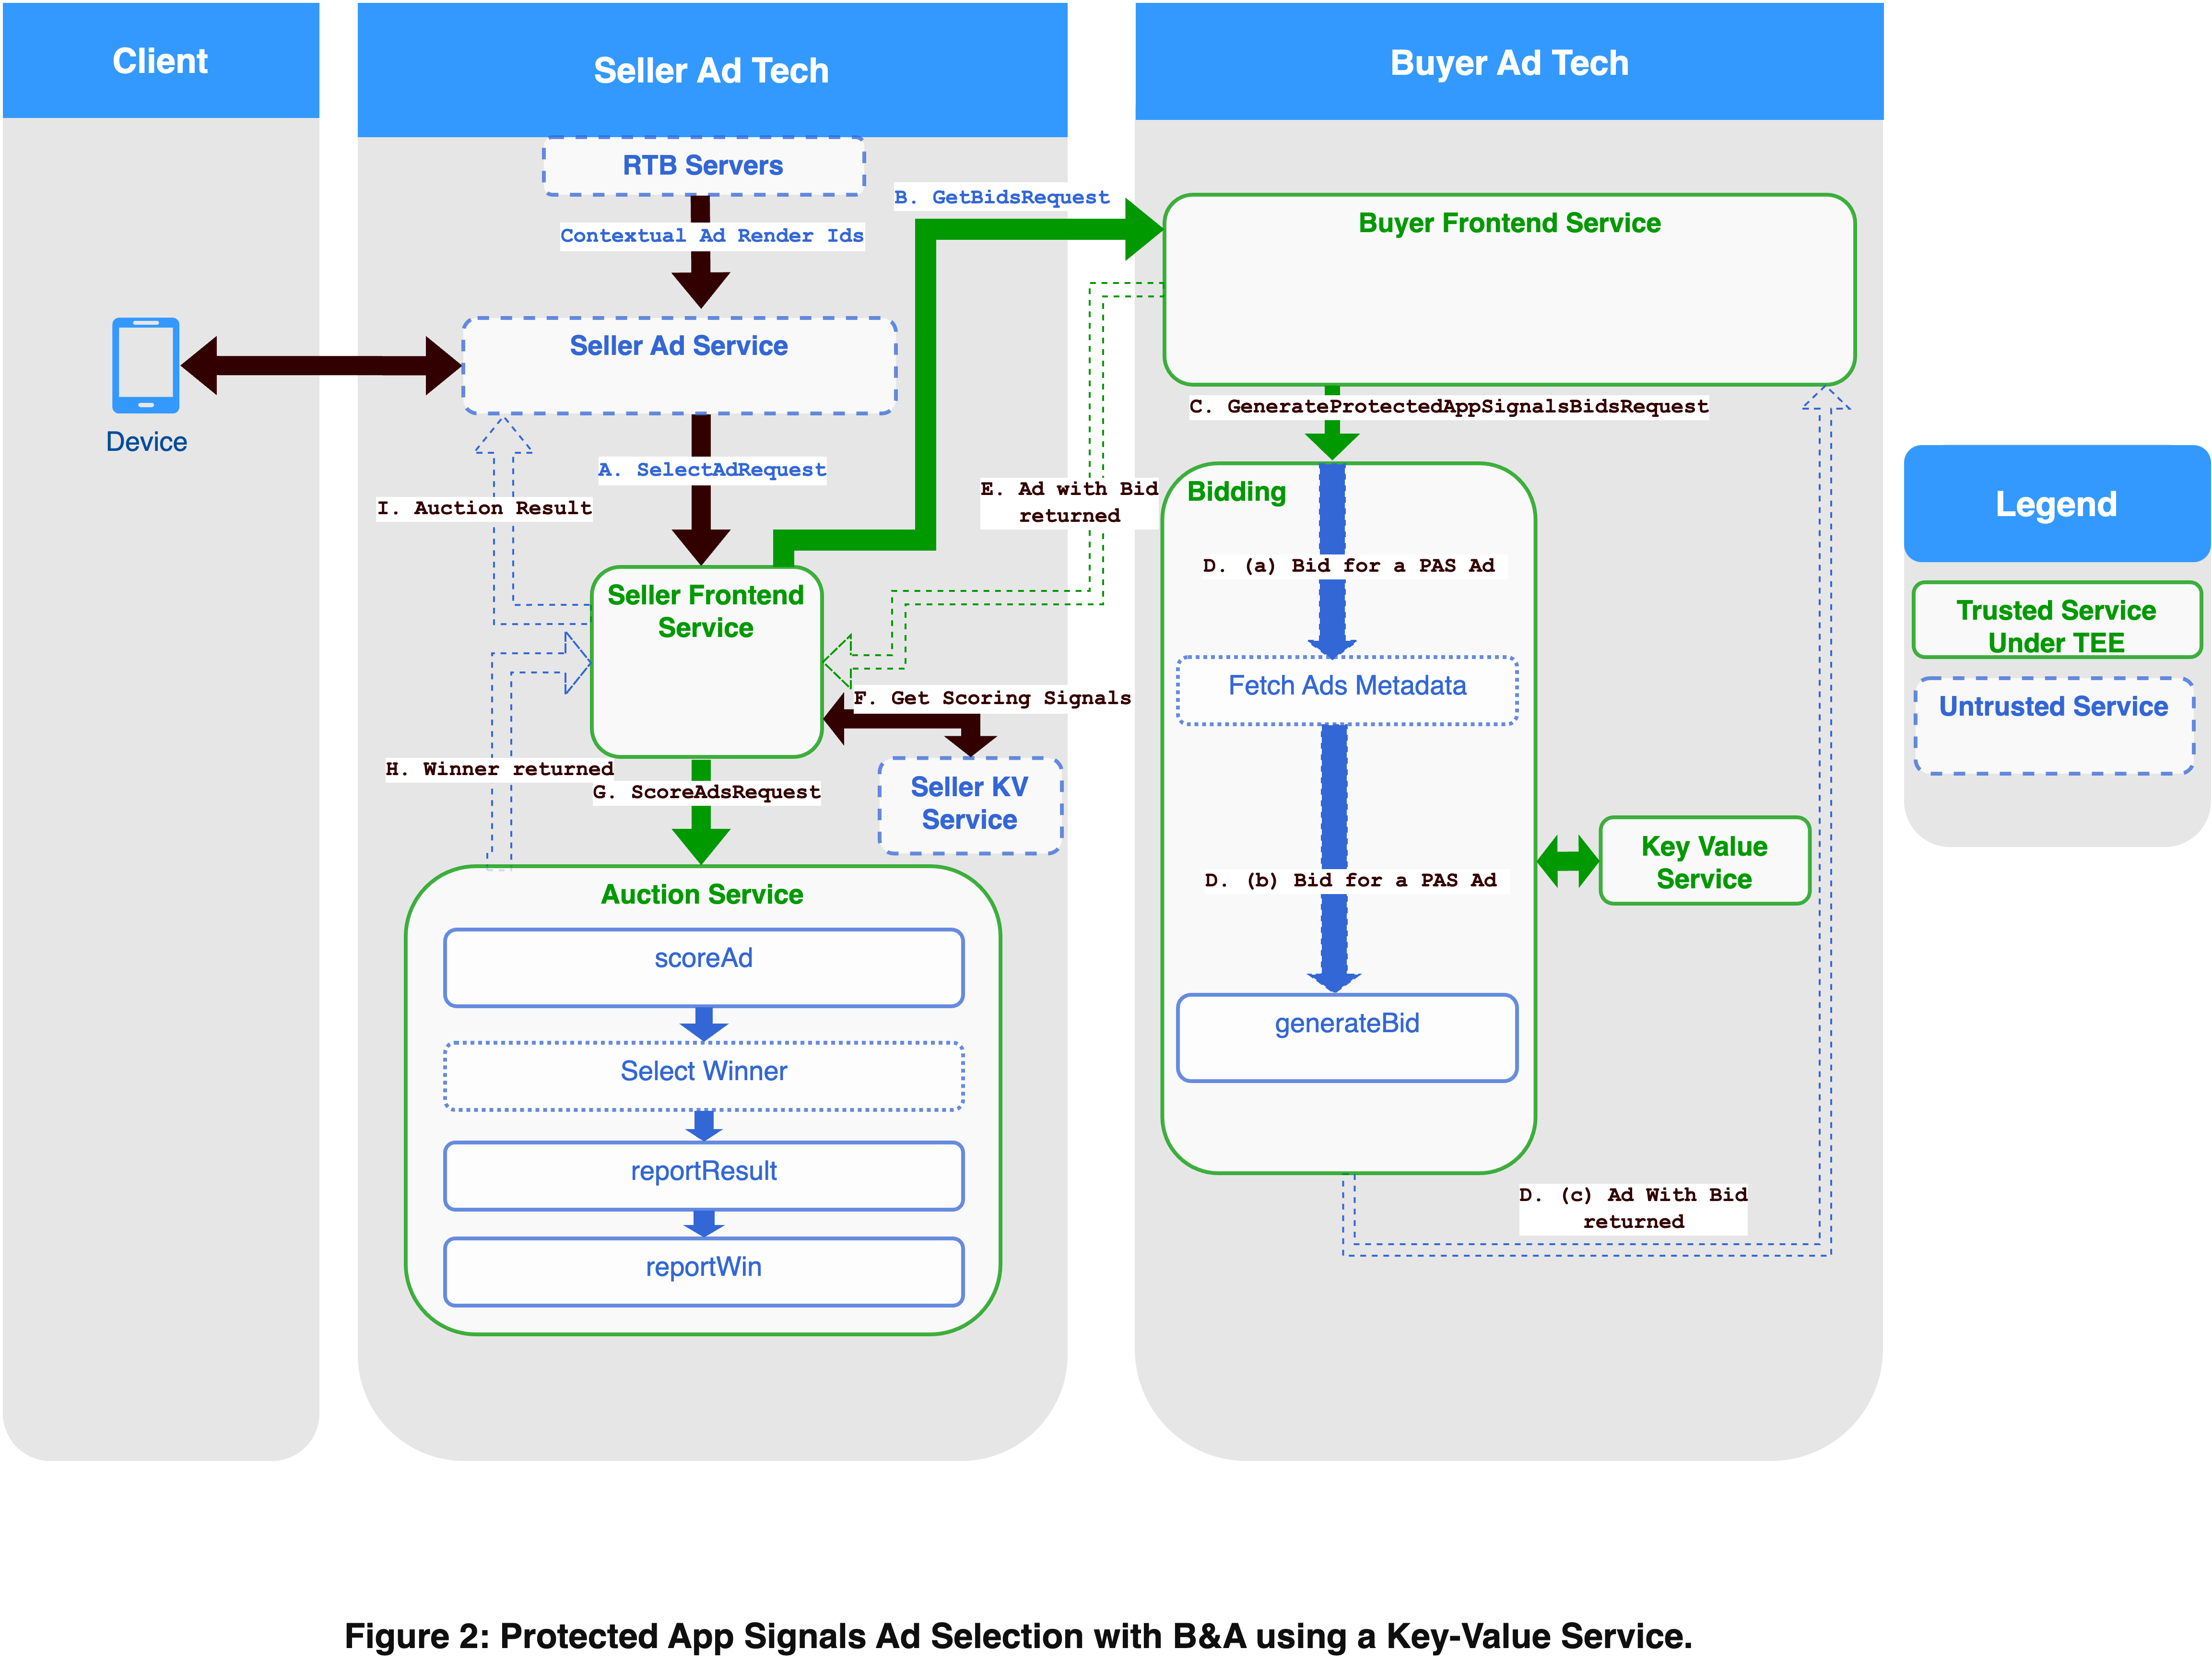 Client
Seller Ad Tech
Buyer Ad Tech
RTB Servers
Contextual Ad Render Ids
B. GetBidsRequest
Buyer Frontend Service
Seller Ad Service
Device
C. GenerateProtectedAppSignalsBidsRequest
A. SelectAdRequest
I. Auction Result
E. Ad with Bid
returned
Bidding
D. (a) Bid for a PAS Ad
Seller Frontend
Service
Fetch Ads Metadata
F. Get Scoring Signals
H. Winner returned
G. ScoreAdsRequest
Seller KV
Service
Key Value
Service
D. (b) Bid for a PAS Ad
Auction Service
scoreAd
Select Winner
reportResult
reportWin
generateBid
D. (c) Ad With Bid
returned
Legend
Trusted Service
Under TEE
Untrusted Service
Figure 2: Protected App Signals Ad Selection with B&A using a Key-Value Service.